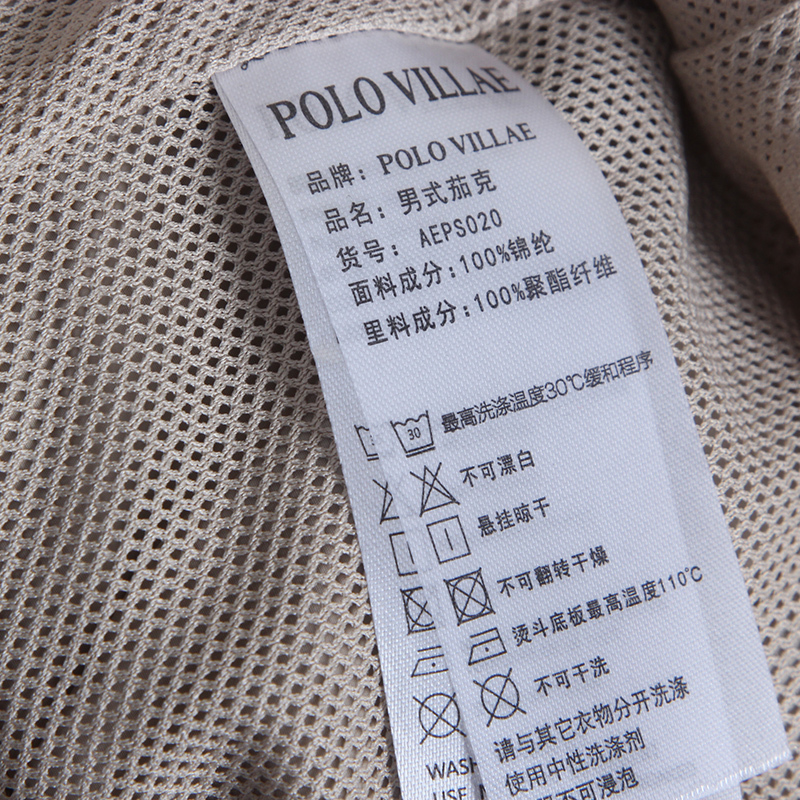 POLO VILLAE
品牌: POLO VILLAE
品名: 男式茄克
货号: AEPS020
面料成分:100%锦纶
里料成分:100%聚酯纤维
30 最高洗涤温度30℃缓和程序
不可漂白
悬挂晾干
不可翻转干燥
烫斗底板最高温度110℃
不可干洗
请与其它衣物分开洗涤
使用中性洗涤剂
不可浸泡
WASH
USE N